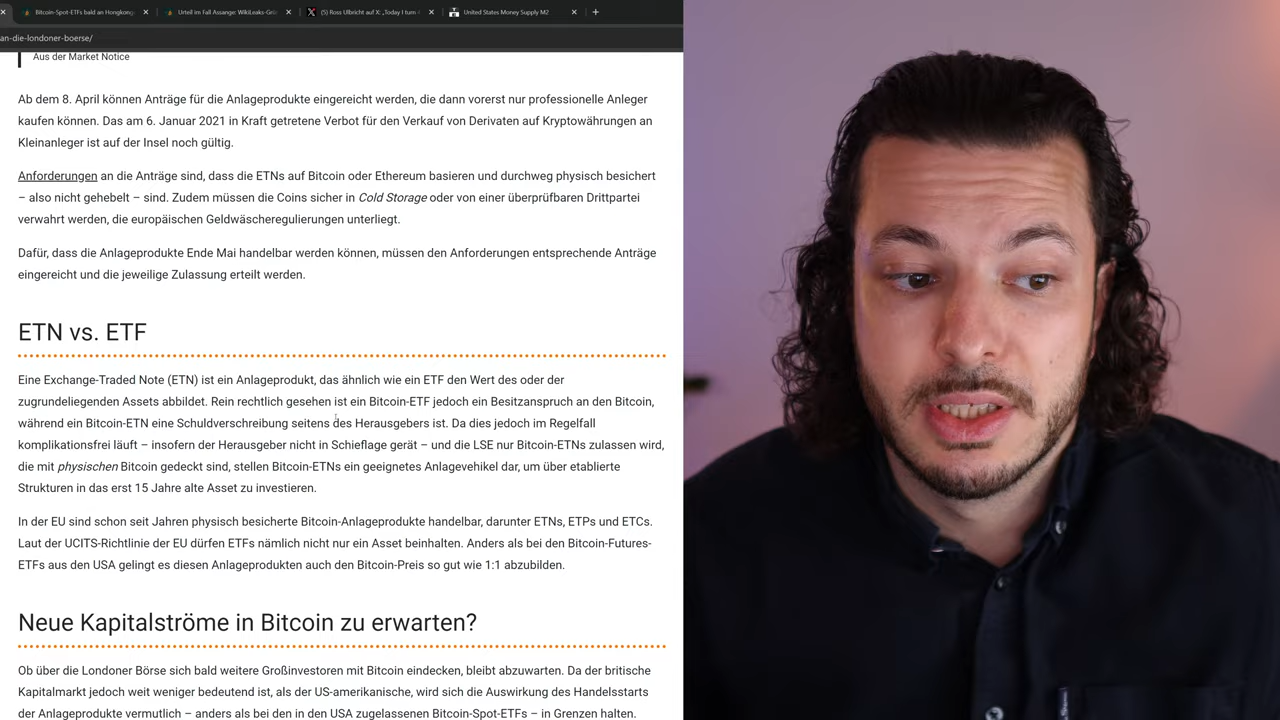 Bitcoin-Spot-ETFs bald an Hongkong
Urteil im Fall Assange: WikiLeaks-Grün
(5) Ross Ulbricht auf X: „Today I turn
United States Money Supply M2
an-die-londoner-boerse/
Aus der Market Notice
Ab dem 8. April können Anträge für die Anlageprodukte eingereicht werden, die dann vorerst nur professionelle Anleger
kaufen können. Das am 6. Januar 2021 in Kraft getretene Verbot für den Verkauf von Derivaten auf Kryptowährungen an
Kleinanleger ist auf der Insel noch gültig.
Anforderungen an die Anträge sind, dass die ETNs auf Bitcoin oder Ethereum basieren und durchweg physisch besichert
– also nicht gehebelt – sind. Zudem müssen die Coins sicher in Cold Storage oder von einer überprüfbaren Drittpartei
verwahrt werden, die europäischen Geldwäscheregulierungen unterliegt.
Dafür, dass die Anlageprodukte Ende Mai handelbar werden können, müssen den Anforderungen entsprechende Anträge
eingereicht und die jeweilige Zulassung erteilt werden.
ETN vs. ETF
Eine Exchange-Traded Note (ETN) ist ein Anlageprodukt, das ähnlich wie ein ETF den Wert des oder der
zugrundeliegenden Assets abbildet. Rein rechtlich gesehen ist ein Bitcoin-ETF jedoch ein Besitzanspruch an den Bitcoin,
während ein Bitcoin-ETN eine Schuldverschreibung seitens des Herausgebers ist. Da dies jedoch im Regelfall
komplikationsfrei läuft – insofern der Herausgeber nicht in Schieflage gerät – und die LSE nur Bitcoin-ETNs zulassen wird,
die mit physischen Bitcoin gedeckt sind, stellen Bitcoin-ETNs ein geeignetes Anlagevehikel dar, um über etablierte
Strukturen in das erst 15 Jahre alte Asset zu investieren.
In der EU sind schon seit Jahren physisch besicherte Bitcoin-Anlageprodukte handelbar, darunter ETNs, ETPs und ETCs.
Laut der UCITS-Richtlinie der EU dürfen ETFs nämlich nicht nur ein Asset beinhalten. Anders als bei den Bitcoin-Futures-
ETFs aus den USA gelingt es diesen Anlageprodukten auch den Bitcoin-Preis so gut wie 1:1 abzubilden.
Neue Kapitalströme in Bitcoin zu erwarten?
Ob über die Londoner Börse sich bald weitere Großinvestoren mit Bitcoin eindecken, bleibt abzuwarten. Da der britische
Kapitalmarkt jedoch weit weniger bedeutend ist, als der US-amerikanische, wird sich die Auswirkung des Handelsstarts
der Anlageprodukte vermutlich – anders als bei den in den USA zugelassenen Bitcoin-Spot-ETFs – in Grenzen halten.